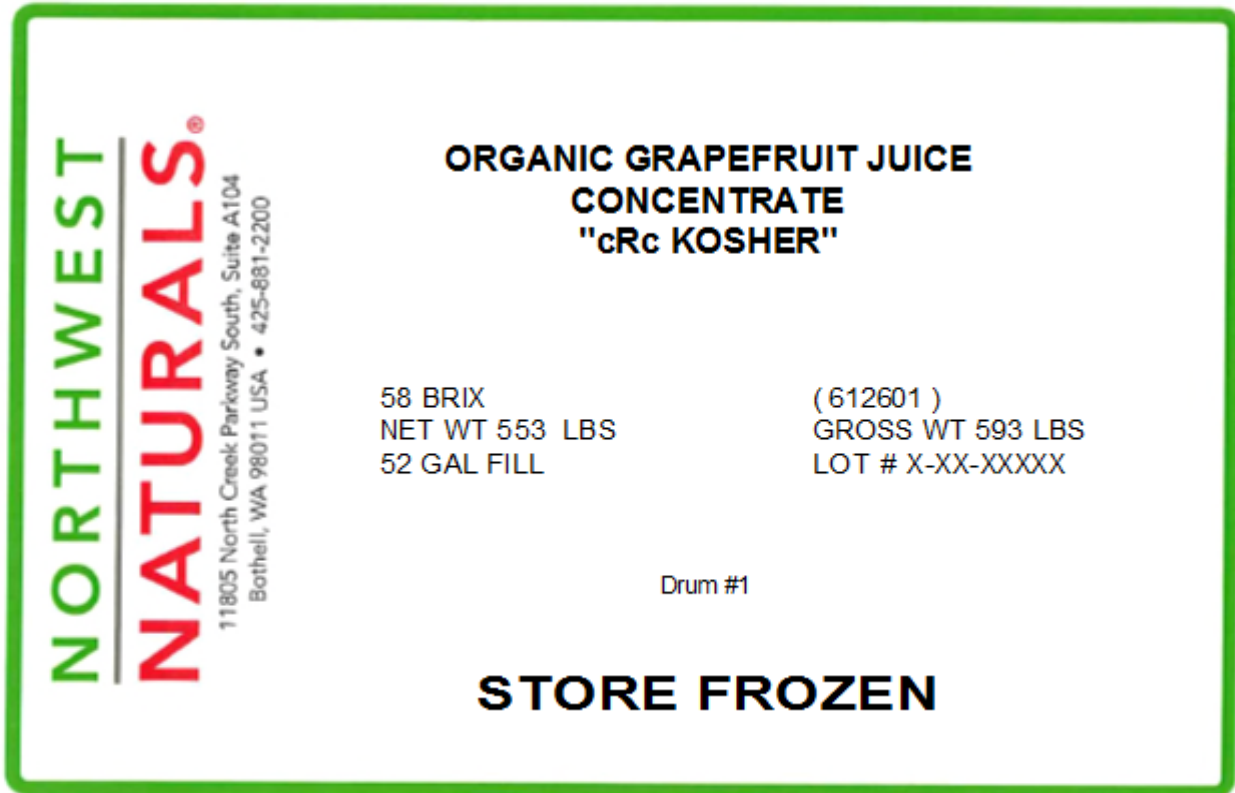 NORTHWEST
NATURALS®
11805 North Creek Parkway South, Suite A104
Bothell, WA 98011 USA • 425-881-2200
ORGANIC GRAPEFRUIT JUICE
CONCENTRATE
"cRc KOSHER"
58 BRIX
NET WT 553 LBS
52 GAL FILL
( 612601 )
GROSS WT 593 LBS
LOT # X-XX-XXXXX
Drum #1
STORE FROZEN